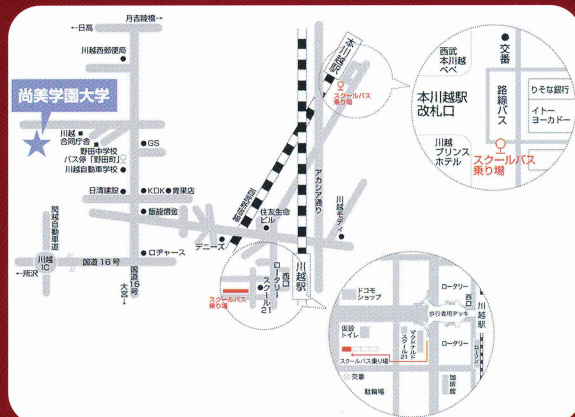 月吉陸橋→
←日高
川越西郵便局
尚美学園大学
川越
合同庁舎
野田中学校
バス停「野田町」
川越自動車学校
GS
日清建設
KDK
青果店
飯能信金
関越自動車道
川越
IC
←所沢
国道16号
ロヂャース
国道16号
大宮→
デニーズ
住友生命
ビル
西武新宿線
アカシア通り
川越モディ
本川越駅
スクールバス
乗り場
西武
本川越
ペペ
交番
本川越駅
改札口
路線バス
りそな銀行
イトー
ヨーカドー
川越
プリンス
ホテル
スクールバス
乗り場
川越駅
西口
ロータリー
スクール21
スクールバス
乗り場
ドコモ
ショップ
ロータリー
西口
川越駅
歩行者用デッキ
仮設
トイレ
マクドナルド
スクール21
ロータリー
スクールバス乗り場
交番
駐輪場
珈琲館